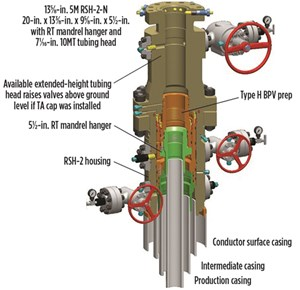 13⅝-in. 5M RSH-2-N
20-in. x 13⅜-in. x 9⅝-in. x 5½-in.
with RT mandrel hanger and
7¹⁄₁₆-in. 10MT tubing head
Available extended-height tubing
head raises valves above ground
level if TA cap was installed
Type H BPV prep
5½-in. RT mandrel hanger
RSH-2 housing
Conductor surface casing
Intermediate casing
Production casing